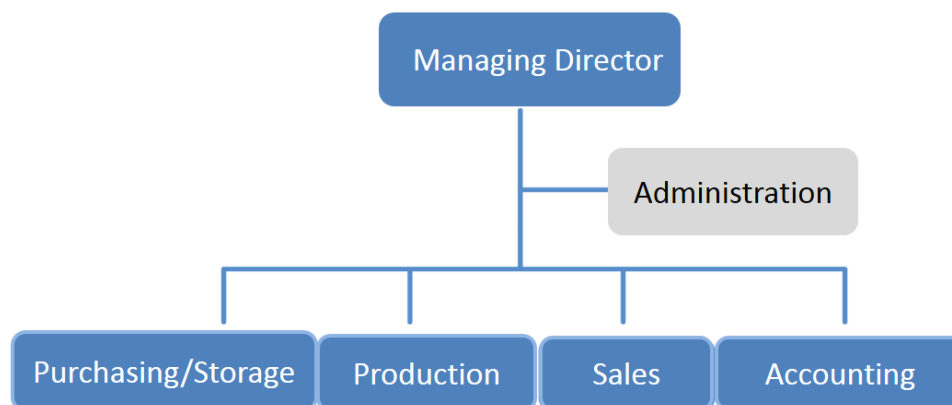 Managing Director
Administration
Purchasing/Storage
Production
Sales
Accounting